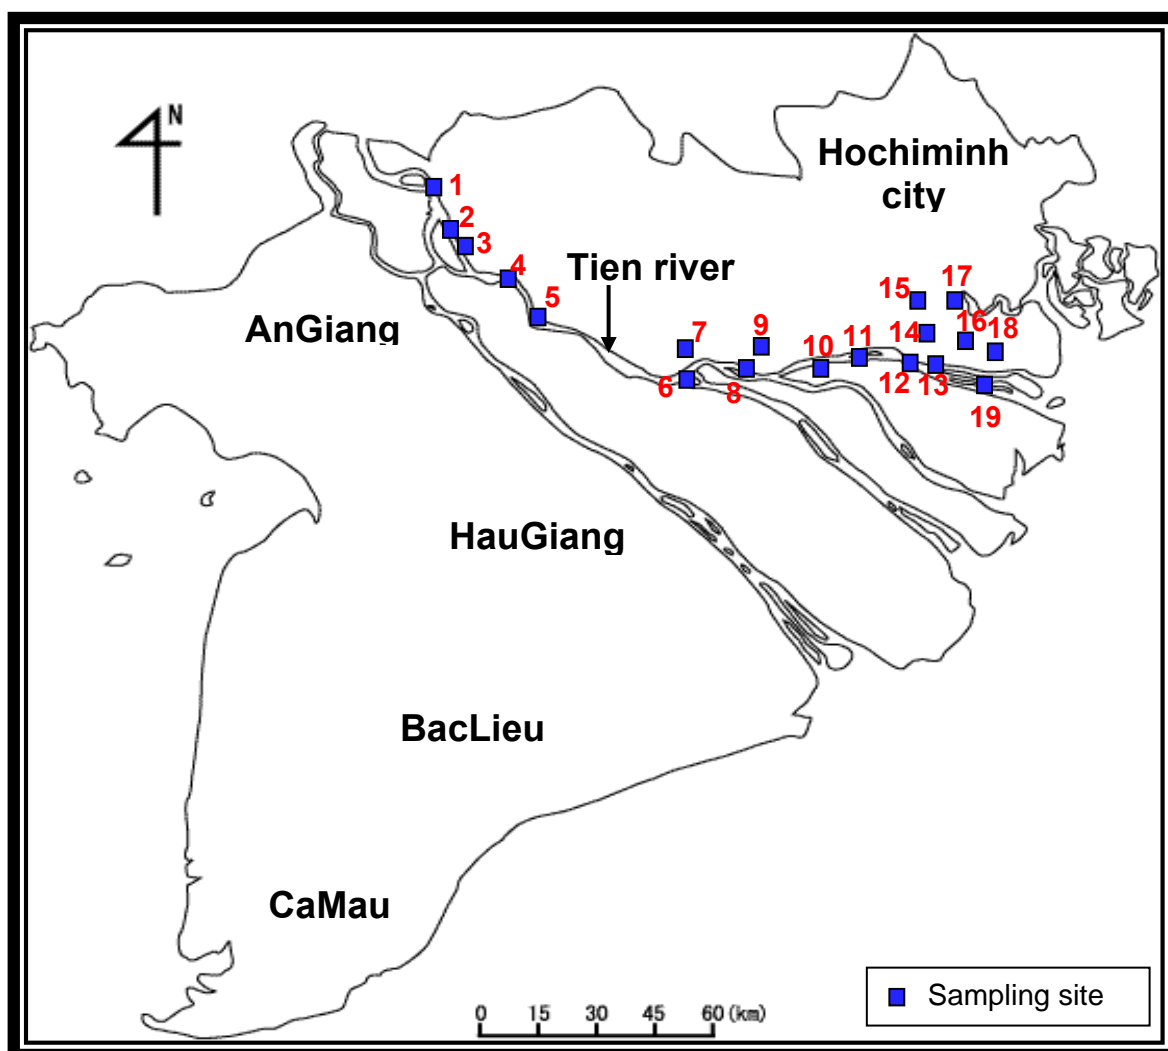 N
Hochiminh
city
1
2
3
4
Tien river
5
15
17
AnGiang
7
9
11
14
16
18
10
6
8
12
13
19
HauGiang
BacLieu
CaMau
Sampling site
0 15 30 45 60 (km)